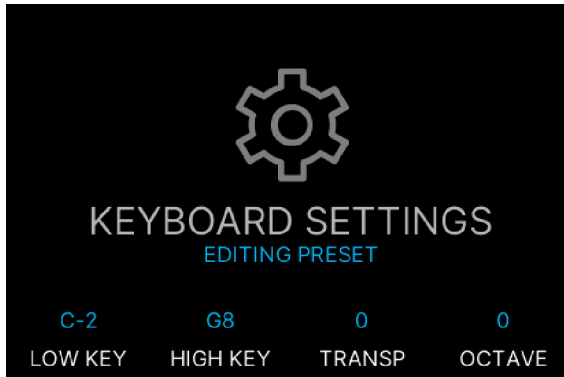 KEYBOARD SETTINGS
EDITING PRESET
C-2 G8 0 0
LOW KEY HIGH KEY TRANSP OCTAVE